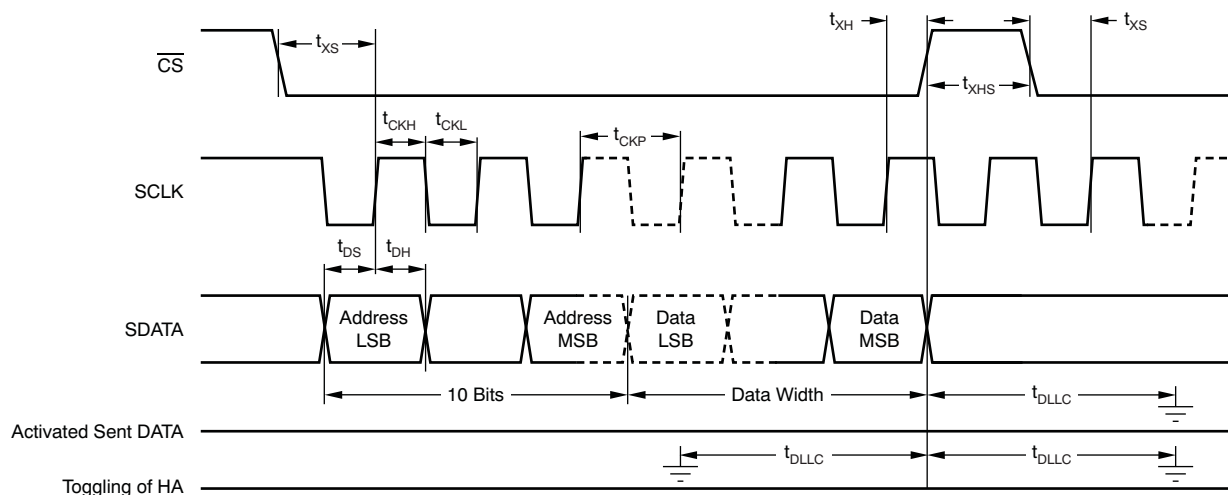 t_XS
t_XH
t_XS
CS
t_XHS
t_CKH
t_CKL
t_CKP
SCLK
t_DS
t_DH
SDATA
Address
LSB
Address
MSB
Data
LSB
Data
MSB
10 Bits
Data Width
t_DLLC
Activated Sent DATA
t_DLLC
t_DLLC
Toggling of HA